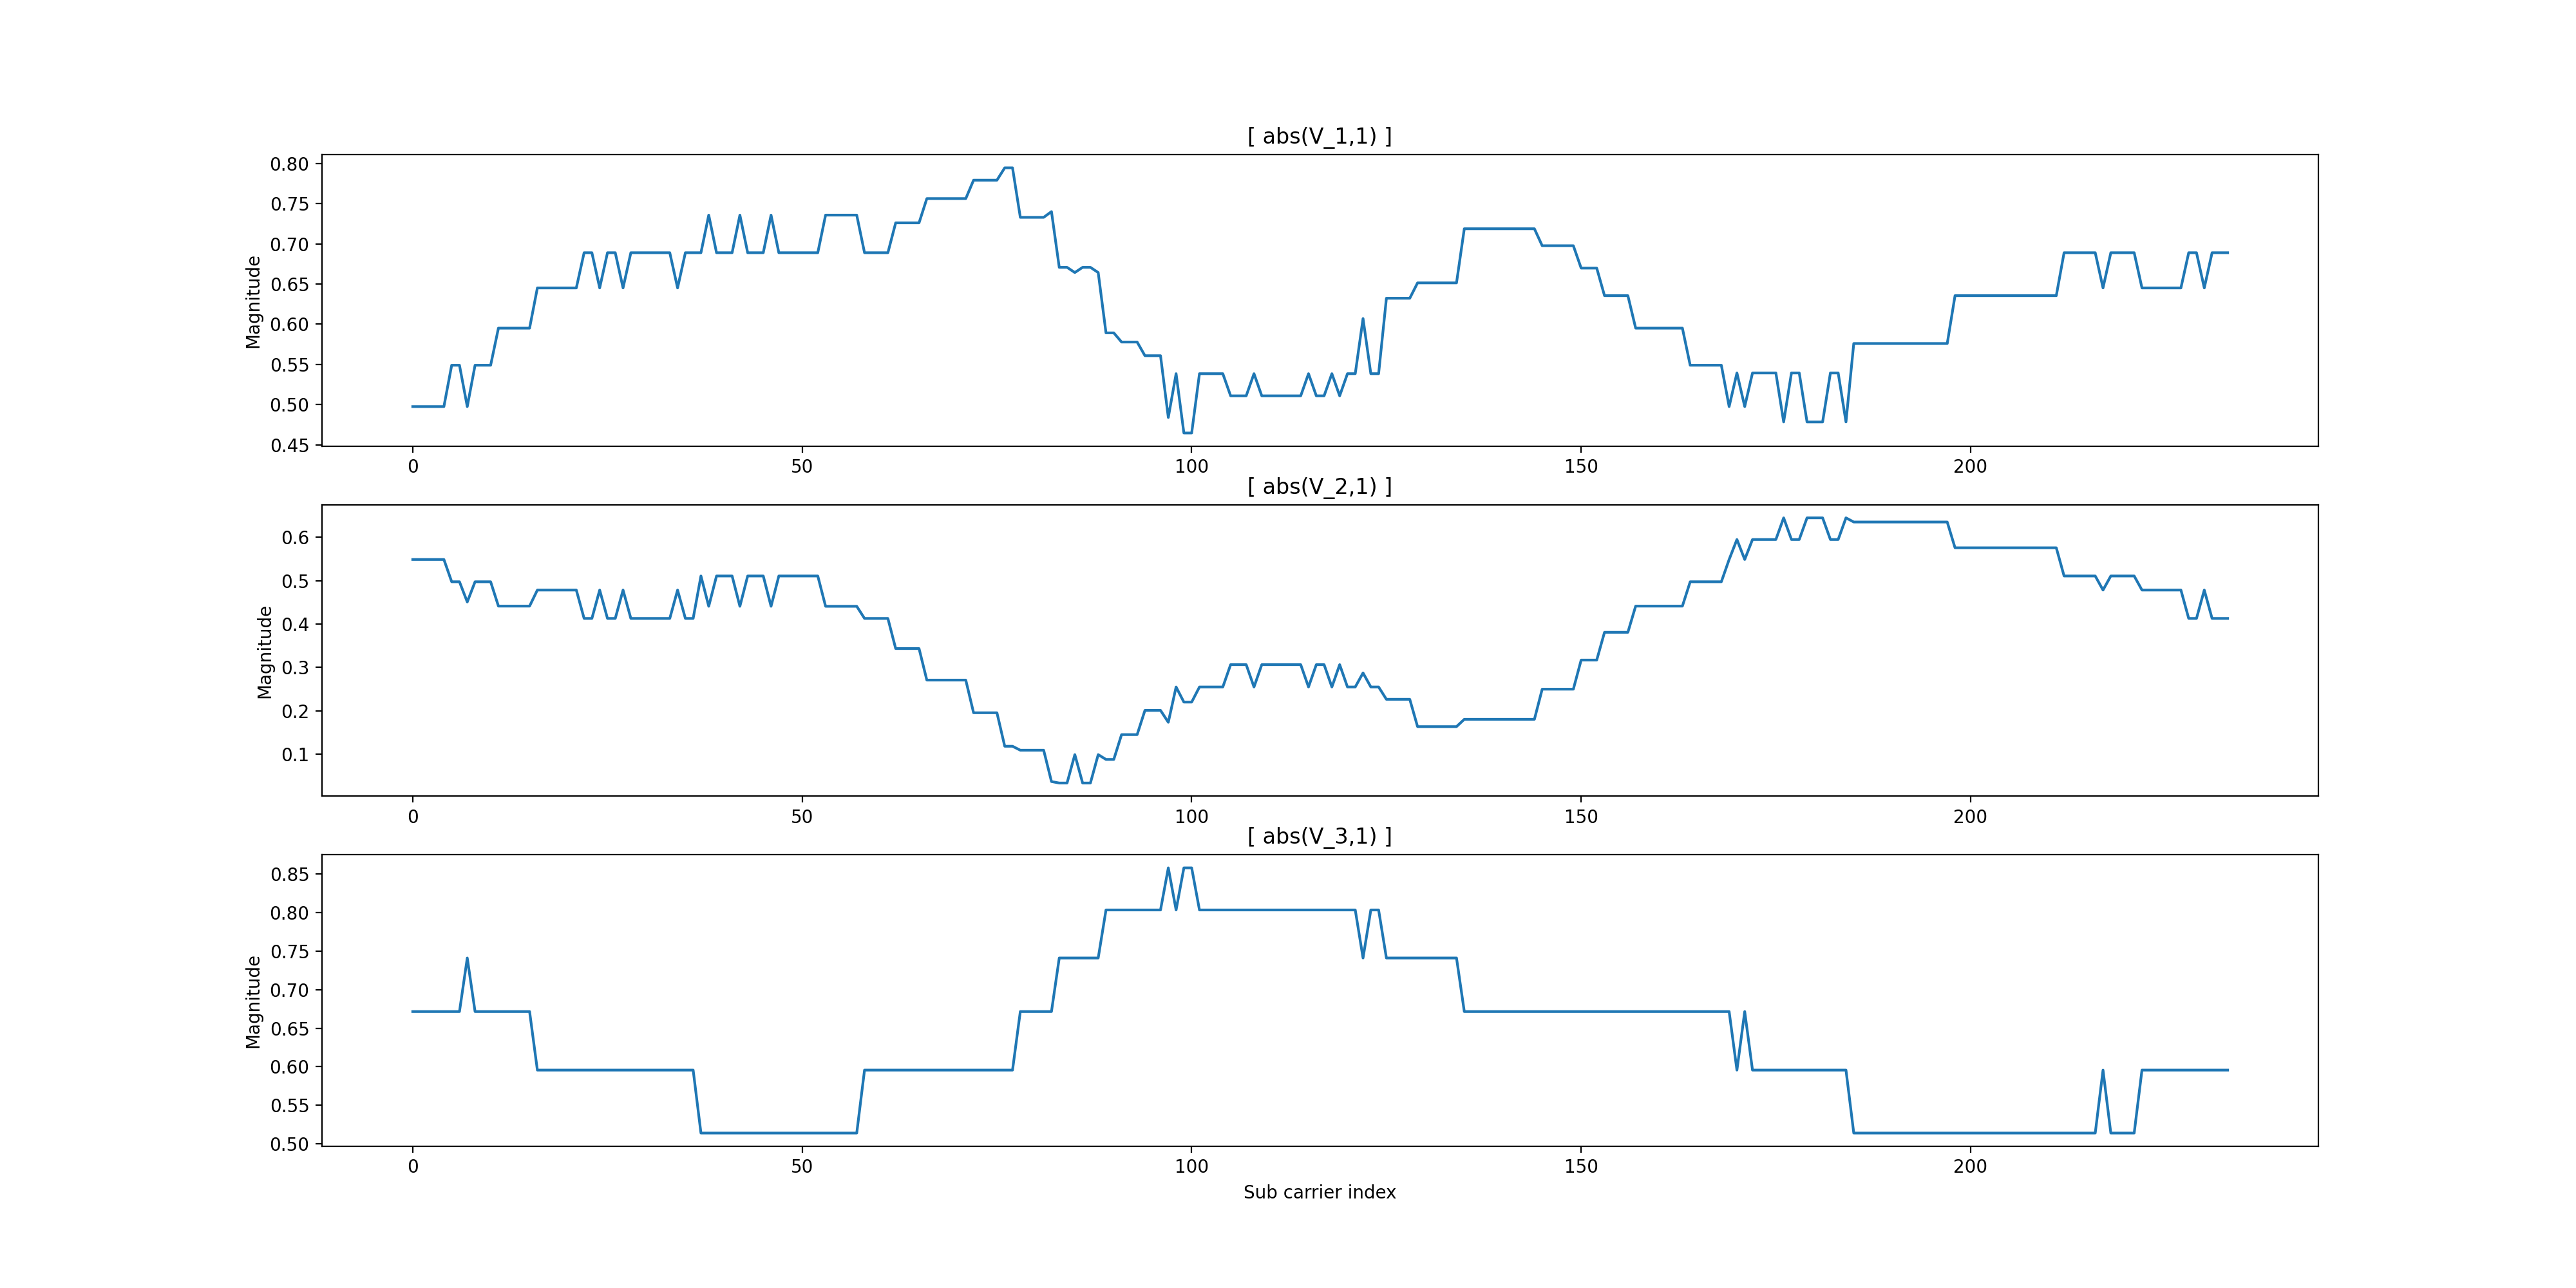 [ abs(V_1,1) ]
Magnitude
0.80
0.75
0.70
0.65
0.60
0.55
0.50
0.45
0 50 100 150 200
[ abs(V_2,1) ]
Magnitude
0.6
0.5
0.4
0.3
0.2
0.1
0 50 100 150 200
[ abs(V_3,1) ]
Magnitude
0.85
0.80
0.75
0.70
0.65
0.60
0.55
0.50
0 50 100 150 200
Sub carrier index